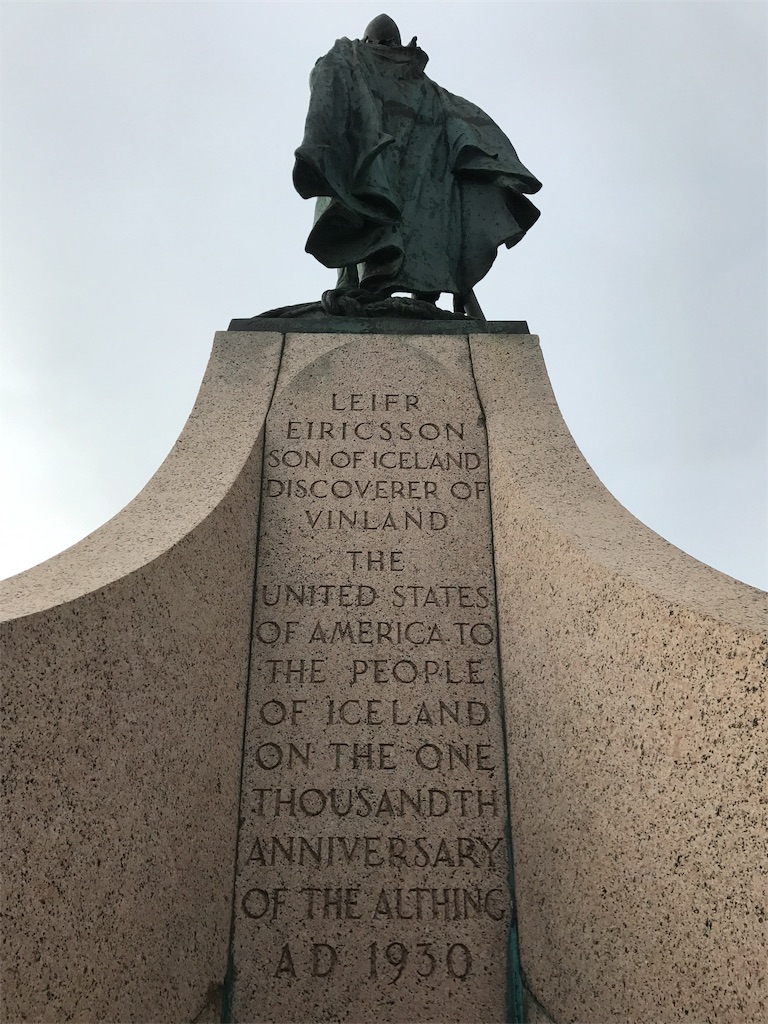 LEIFR
EIRICSSON
SON OF ICELAND
DISCOVERER OF
VINLAND
THE
UNITED STATES
OF AMERICA TO
THE PEOPLE
OF ICELAND
ON THE ONE
THOUSANDTH
ANNIVERSARY
OF THE ALTHING
AD 1930